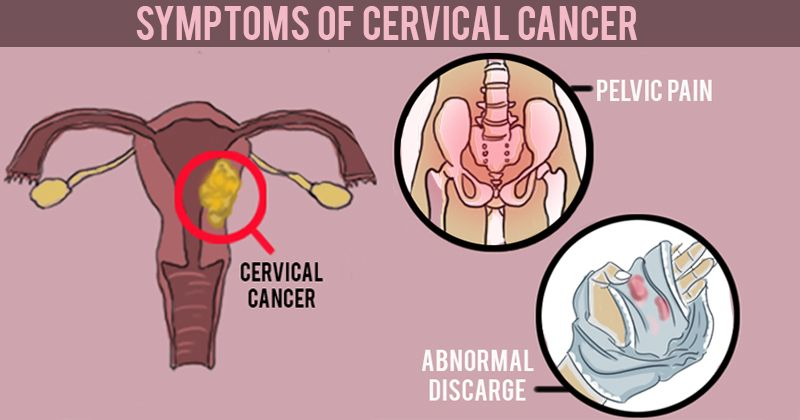 SYMPTOMS OF CERVICAL CANCER
PELVIC PAIN
CERVICAL
CANCER
ABNORMAL
DISCARGE